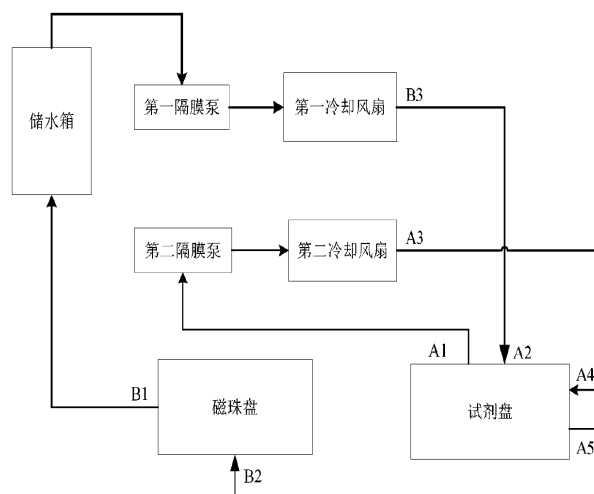 储水箱
第一隔膜泵
第一冷却风扇
B3
第二隔膜泵
第二冷却风扇
A3
A1
A2
B1
磁珠盘
试剂盘
A4
A5
B2